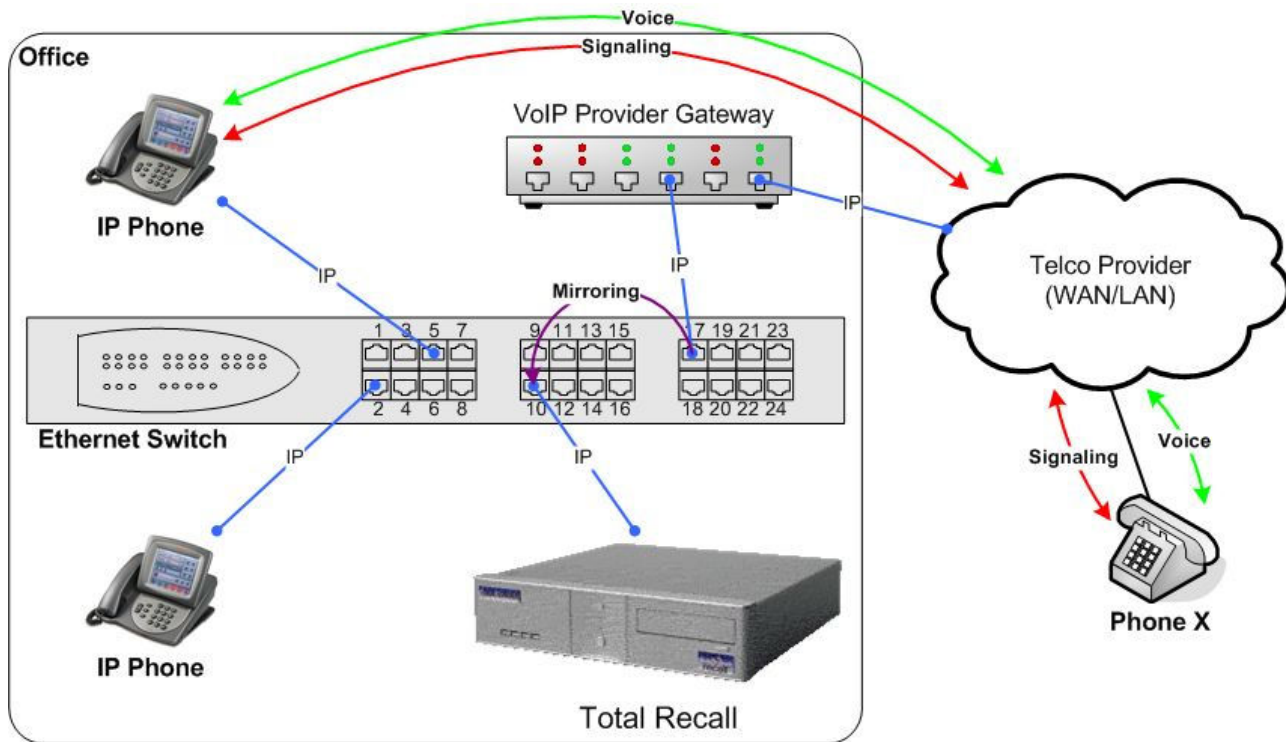 Voice
Signaling
Office
VoIP Provider Gateway
IP Phone
IP
IP
IP
Telco Provider
(WAN/LAN)
Mirroring
1 3 5 7 9 11 13 15 17 19 21 23
2 4 6 8 10 12 14 16 18 20 22 24
Ethernet Switch
IP
IP
Signaling
Voice
IP Phone
recall
Total Recall
Phone X